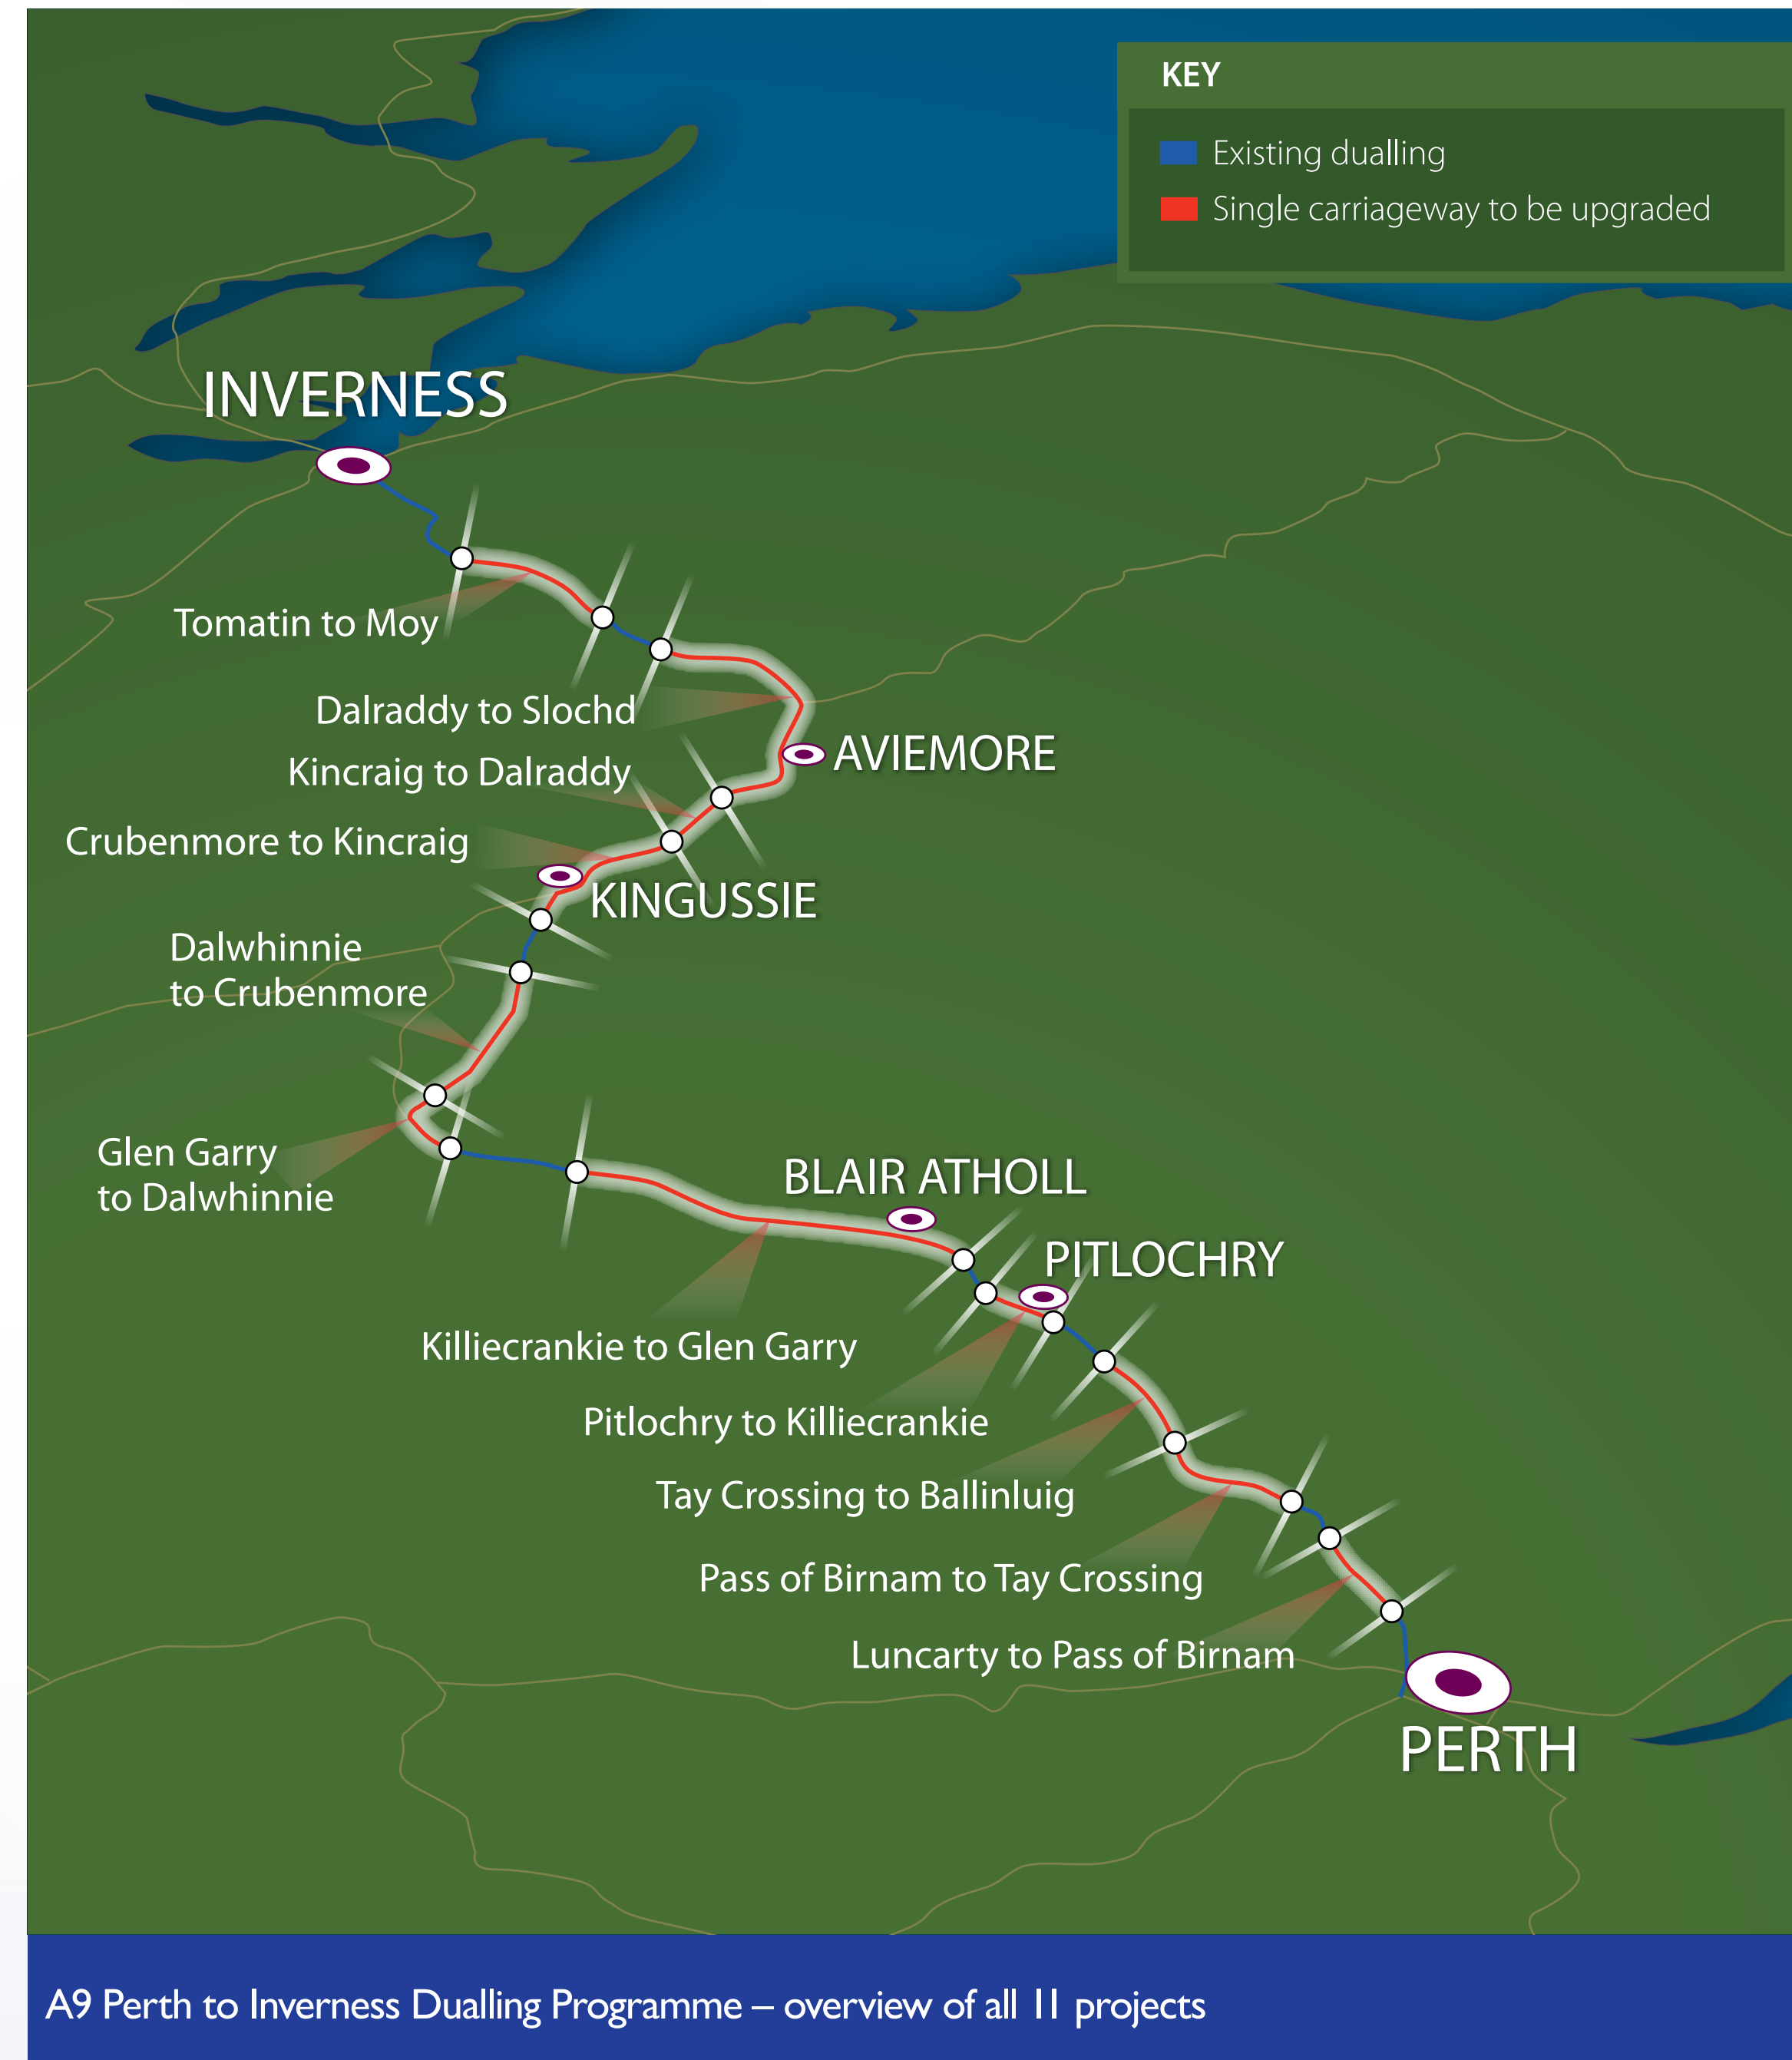 KEY
Existing dualling
Single carriageway to be upgraded
INVERNESS
Tomatin to Moy
Dalraddy to Slochd
AVIEMORE
Kincraig to Dalraddy
Crubenmore to Kincraig
KINGUSSIE
Dalwhinnie
to Crubenmore
Glen Garry
to Dalwhinnie
BLAIR ATHOLL
PITLOCHRY
Killiecrankie to Glen Garry
Pitlochry to Killiecrankie
Tay Crossing to Ballinluig
Pass of Birnam to Tay Crossing
Luncarty to Pass of Birnam
PERTH
A9 Perth to Inverness Dualling Programme – overview of all 11 projects